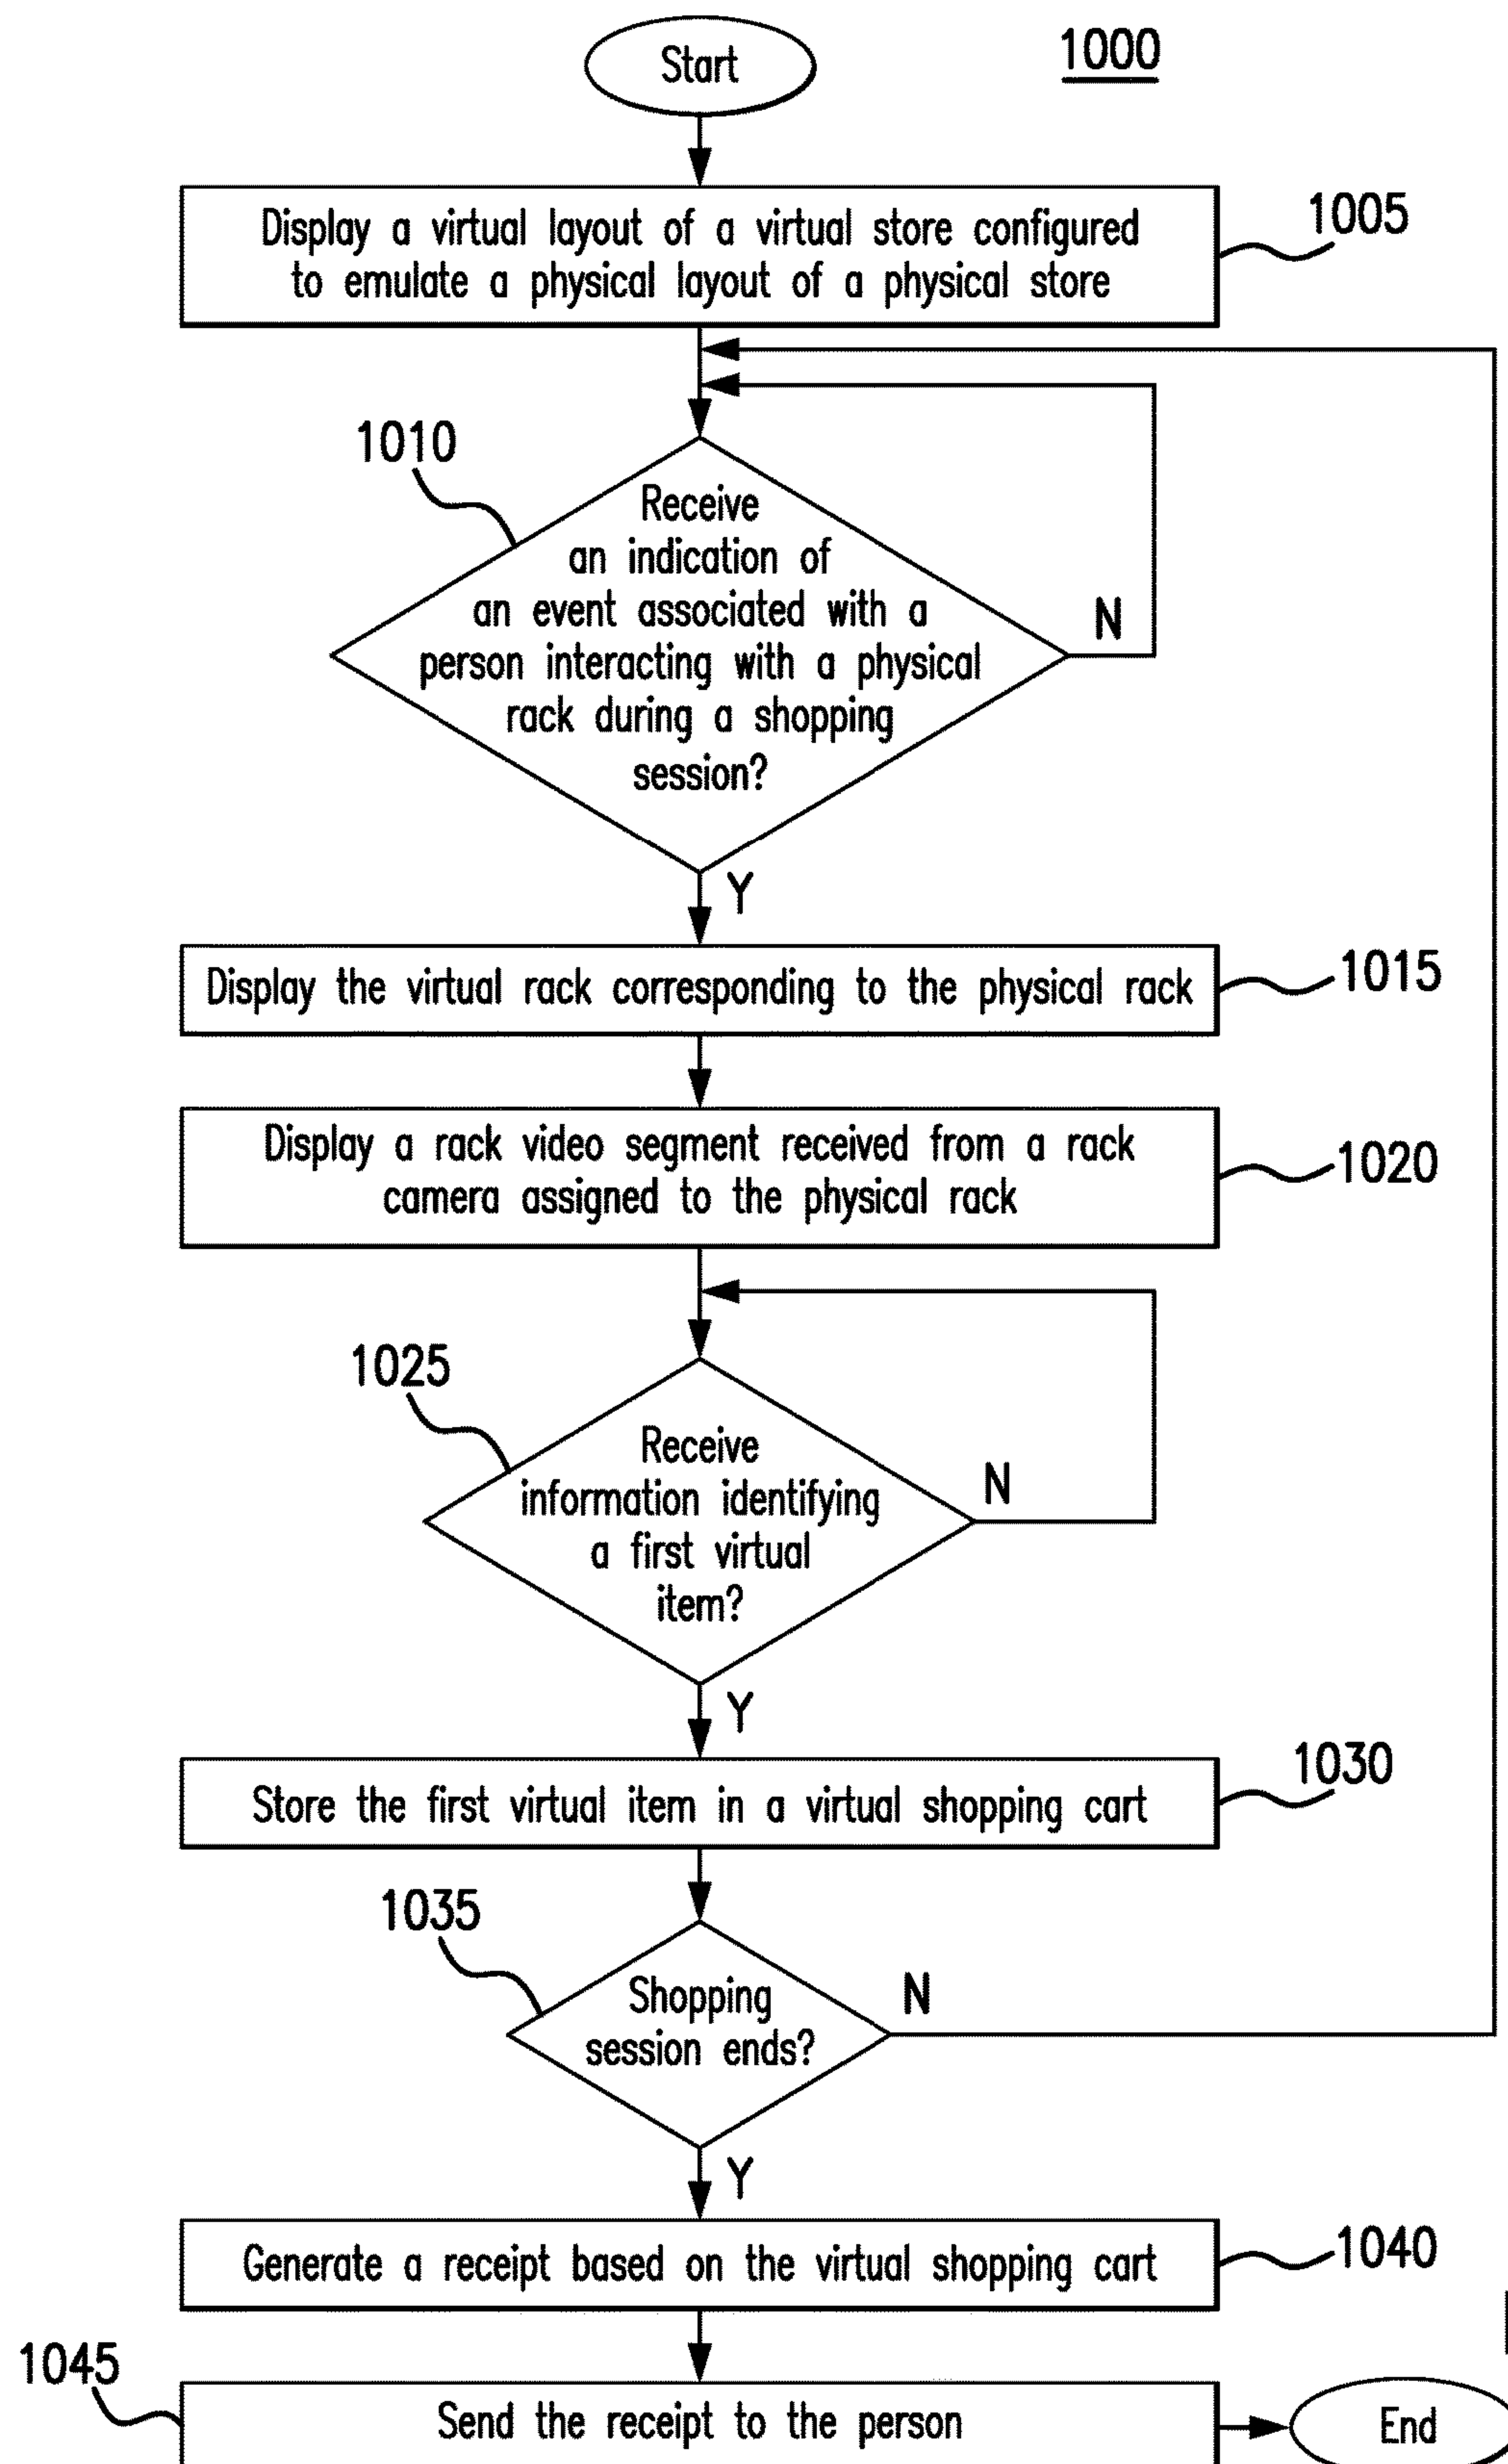 Start
1000
Display a virtual layout of a virtual store configured
to emulate a physical layout of a physical store
1005
1010
Receive
an indication of
an event associated with a
person interacting with a physical
rack during a shopping
session?
N
Y
Display the virtual rack corresponding to the physical rack
1015
Display a rack video segment received from a rack
camera assigned to the physical rack
1020
1025
Receive
information identifying
a first virtual
item?
N
Y
Store the first virtual item in a virtual shopping cart
1030
1035
Shopping
session ends?
N
Y
Generate a receipt based on the virtual shopping cart
1040
1045
Send the receipt to the person
End